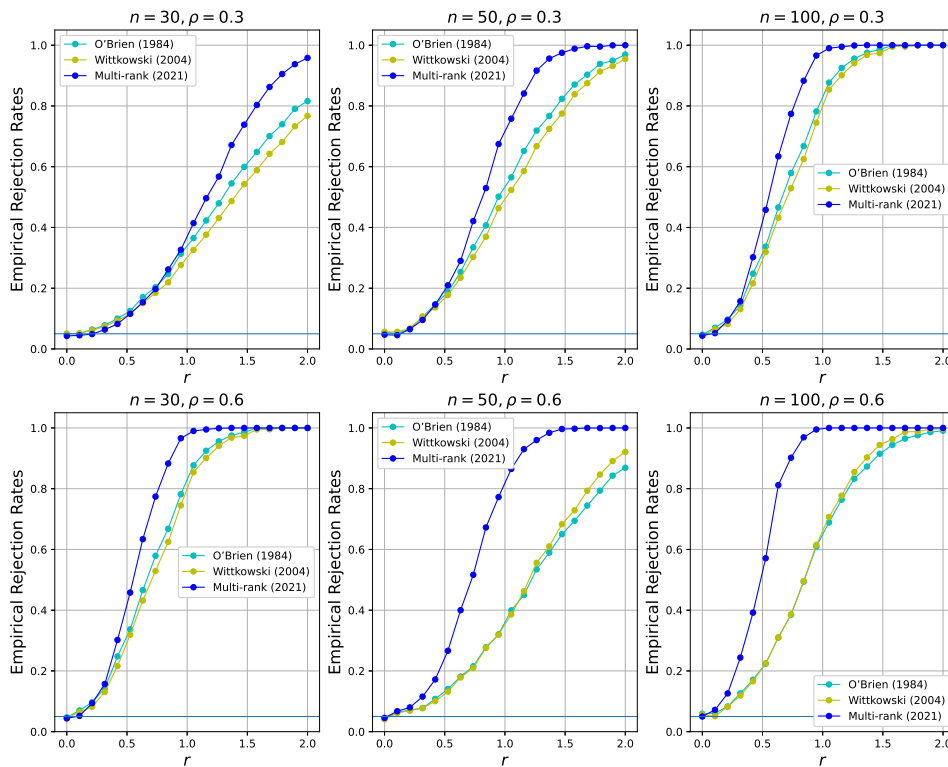 n = 30, ρ = 0.3
1.0
0.8
0.6
0.4
0.2
0.0
Empirical Rejection Rates
O'Brien (1984)
Wittkowski (2004)
Multi-rank (2021)
0.0 0.5 1.0 1.5 2.0
r
n = 50, ρ = 0.3
1.0
0.8
0.6
0.4
0.2
0.0
Empirical Rejection Rates
O'Brien (1984)
Wittkowski (2004)
Multi-rank (2021)
0.0 0.5 1.0 1.5 2.0
r
n = 100, ρ = 0.3
1.0
0.8
0.6
0.4
0.2
0.0
Empirical Rejection Rates
O'Brien (1984)
Wittkowski (2004)
Multi-rank (2021)
0.0 0.5 1.0 1.5 2.0
r
n = 30, ρ = 0.6
1.0
0.8
0.6
0.4
0.2
0.0
Empirical Rejection Rates
O'Brien (1984)
Wittkowski (2004)
Multi-rank (2021)
0.0 0.5 1.0 1.5 2.0
r
n = 50, ρ = 0.6
1.0
0.8
0.6
0.4
0.2
0.0
Empirical Rejection Rates
O'Brien (1984)
Wittkowski (2004)
Multi-rank (2021)
0.0 0.5 1.0 1.5 2.0
r
n = 100, ρ = 0.6
1.0
0.8
0.6
0.4
0.2
0.0
Empirical Rejection Rates
O'Brien (1984)
Wittkowski (2004)
Multi-rank (2021)
0.0 0.5 1.0 1.5 2.0
r